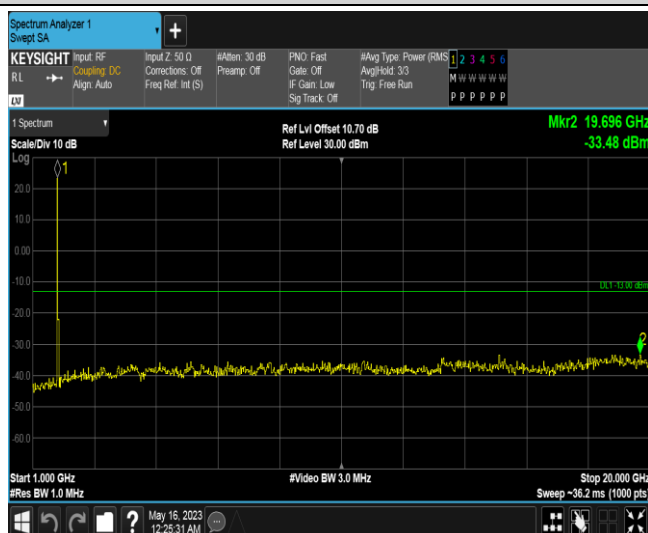 Spectrum Analyzer 1
Swept SA
+
KEYSIGHT
RL
LXI
Input: RF
Coupling: DC
Align: Auto
Input Z: 50 Ω
Corrections: Off
Freq Ref: Int (S)
#Atten: 30 dB
Preamp: Off
PNO: Fast
Gate: Off
IF Gain: Low
Sig Track: Off
#Avg Type: Power (RMS
Avg|Hold: 3/3
Trig: Free Run
1 2 3 4 5 6
M W W W W W
P P P P P P
1 Spectrum
Scale/Div 10 dB
Log
Ref Lvl Offset 10.70 dB
Ref Level 30.00 dBm
Mkr2 19.696 GHz
-33.48 dBm
1
20.0
10.0
0.00
-10.0
DL1 -13.00 dBm
-20.0
-30.0
2
-40.0
-50.0
-60.0
Start 1.000 GHz
#Res BW 1.0 MHz
#Video BW 3.0 MHz
Stop 20.000 GHz
Sweep ~36.2 ms (1000 pts)
?
May 16, 2023
12:25:31 AM